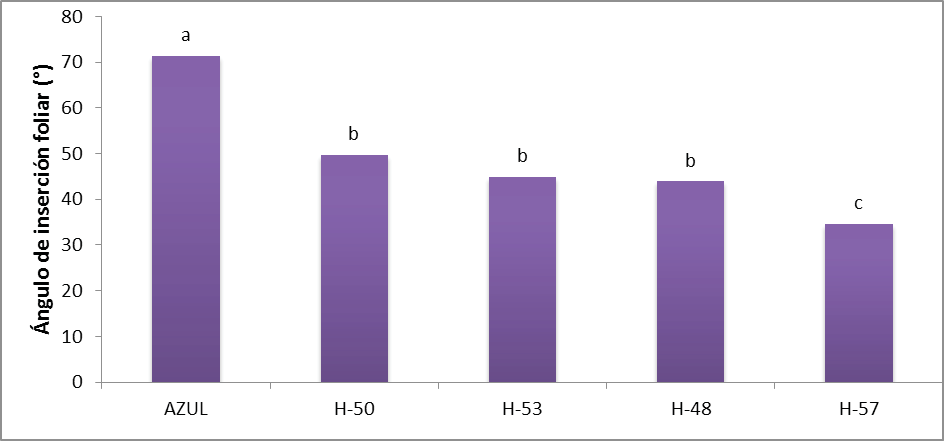 Ángulo de inserción foliar (°)
80
70
60
50
40
30
20
10
0
a
b
b
b
c
AZUL
H-50
H-53
H-48
H-57